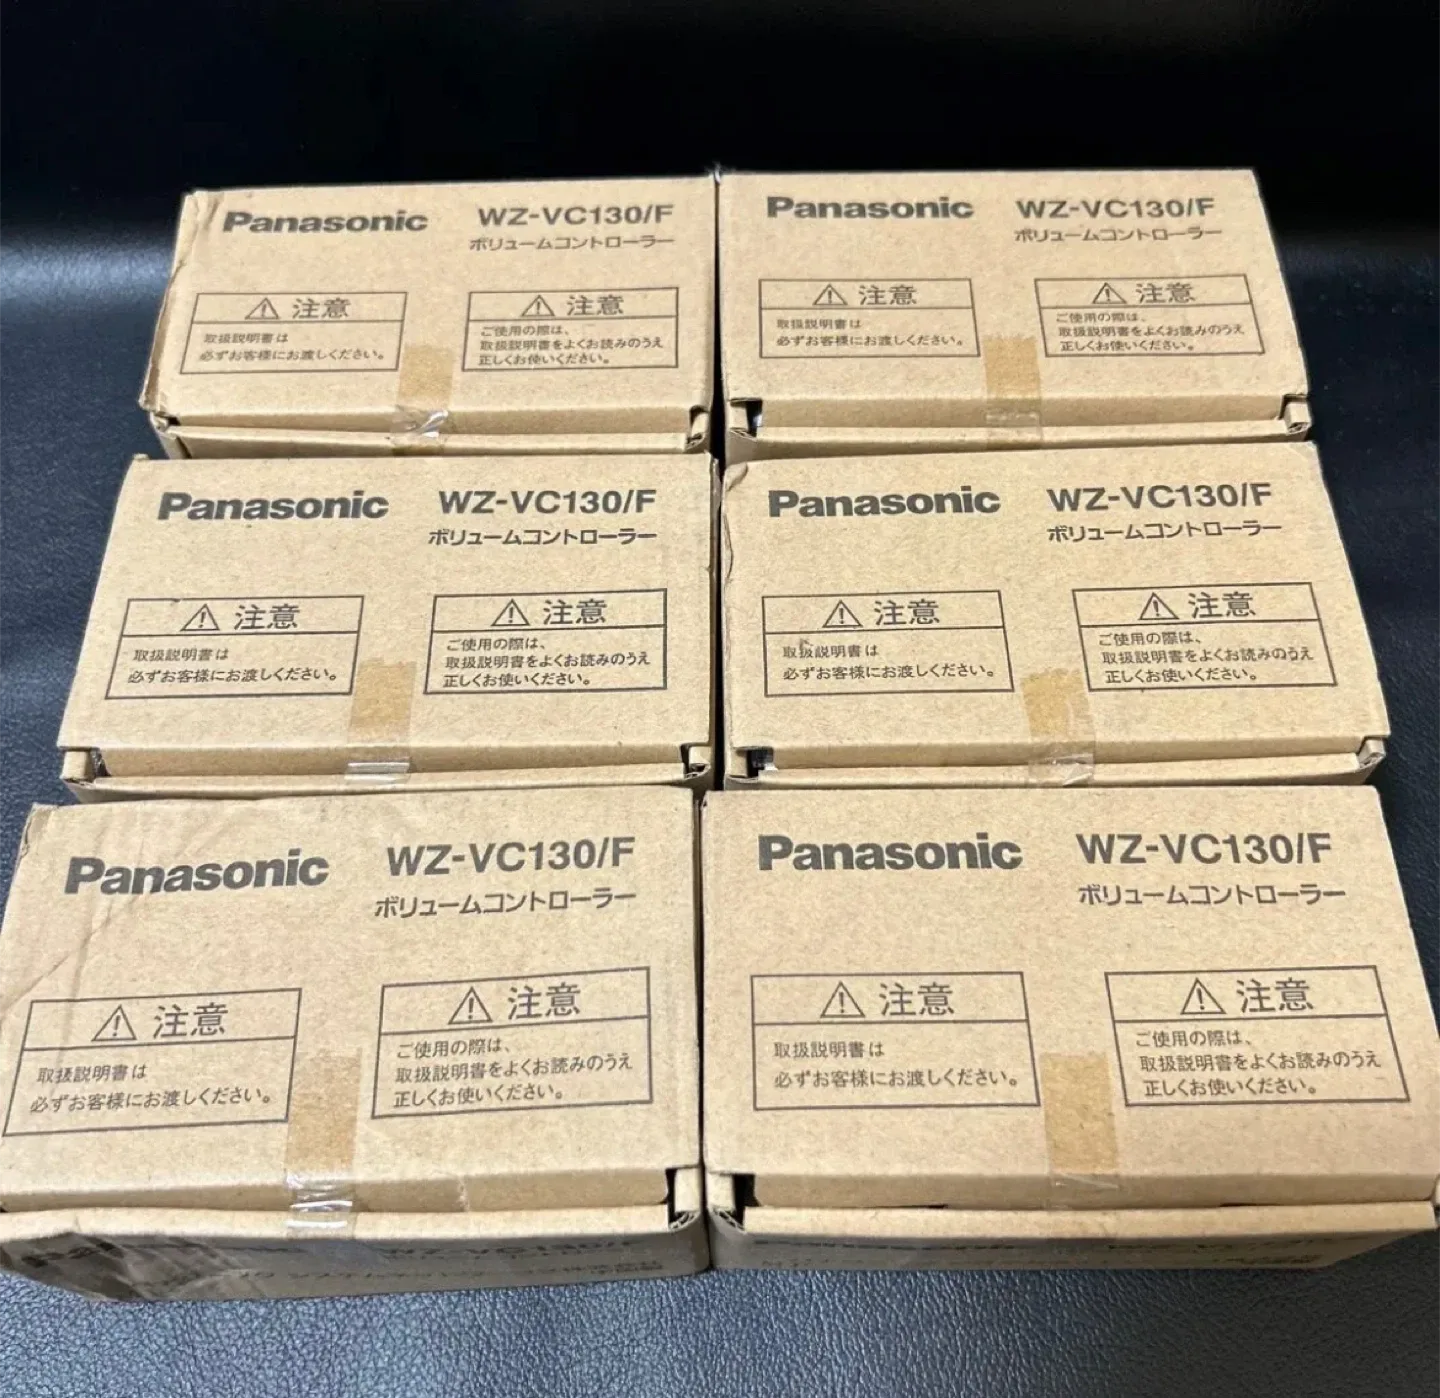 Panasonic WZ-VC130/F
ボリュームコントローラー
注意
取扱説明書は
必ずお客様にお渡しください。
注意
ご使用の際は、
取扱説明書をよくお読みのうえ
正しくお使いください。
Panasonic WZ-VC130/F
ボリュームコントローラー
注意
取扱説明書は
必ずお客様にお渡しください。
注意
ご使用の際は、
取扱説明書をよくお読みのうえ
正しくお使いください。
Panasonic WZ-VC130/F
ボリュームコントローラー
注意
取扱説明書は
必ずお客様にお渡しください。
注意
ご使用の際は、
取扱説明書をよくお読みのうえ
正しくお使いください。
Panasonic WZ-VC130/F
ボリュームコントローラー
注意
取扱説明書は
必ずお客様にお渡しください。
注意
ご使用の際は、
取扱説明書をよくお読みのうえ
正しくお使いください。
Panasonic WZ-VC130/F
ボリュームコントローラー
注意
取扱説明書は
必ずお客様にお渡しください。
注意
ご使用の際は、
取扱説明書をよくお読みのうえ
正しくお使いください。
Panasonic WZ-VC130/F
ボリュームコントローラー
注意
取扱説明書は
必ずお客様にお渡しください。
注意
ご使用の際は、
取扱説明書をよくお読みのうえ
正しくお使いください。